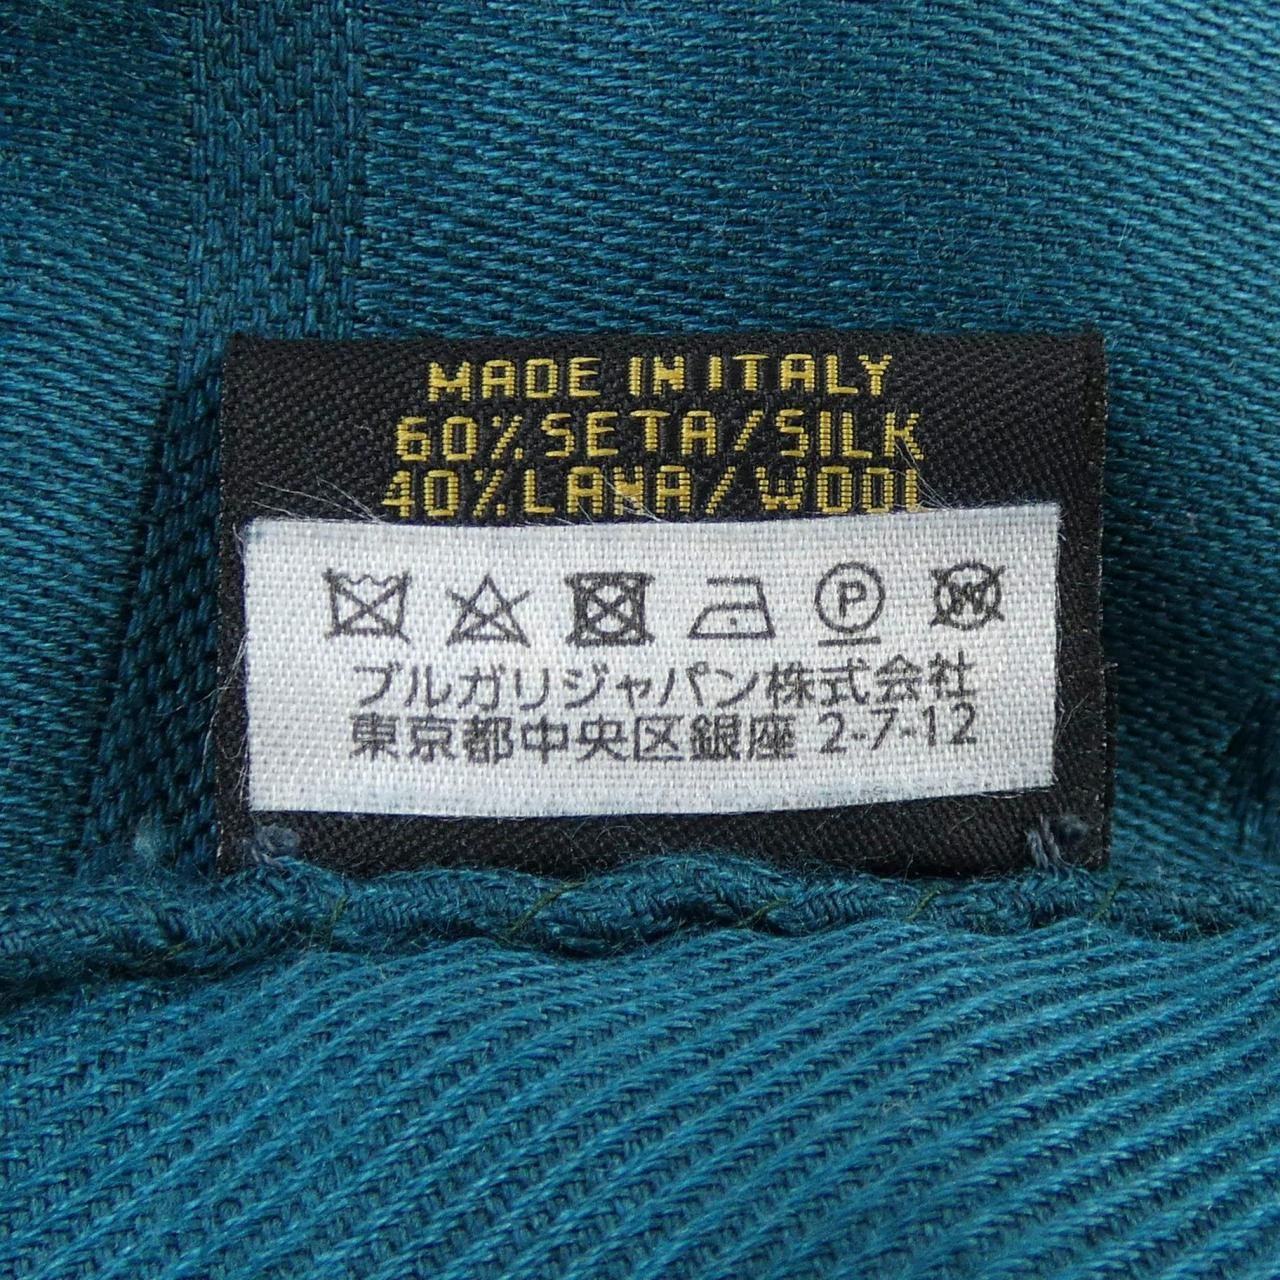 MADE IN ITALY
60% SETA/SILK
40% LANA/WOOL
P
W
ブルガリジャパン株式会社
東京都中央区銀座 2-7-12